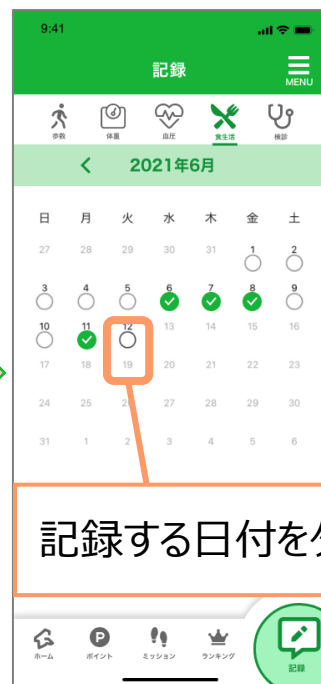 9:41
記録
MENU
歩数 体重 血圧 食生活 検診
2021年6月
日 月 火 水 木 金 土
27 28 29 30 31 1 2
3 4 5 6 7 8 9
10 11 12 13 14 15 16
17 18 19 20 21 22 23
24 25 26 27 28 29 30
31 1 2 3 4 5 6
記録する日付を
ホーム ポイント ミッション ランキング 記録